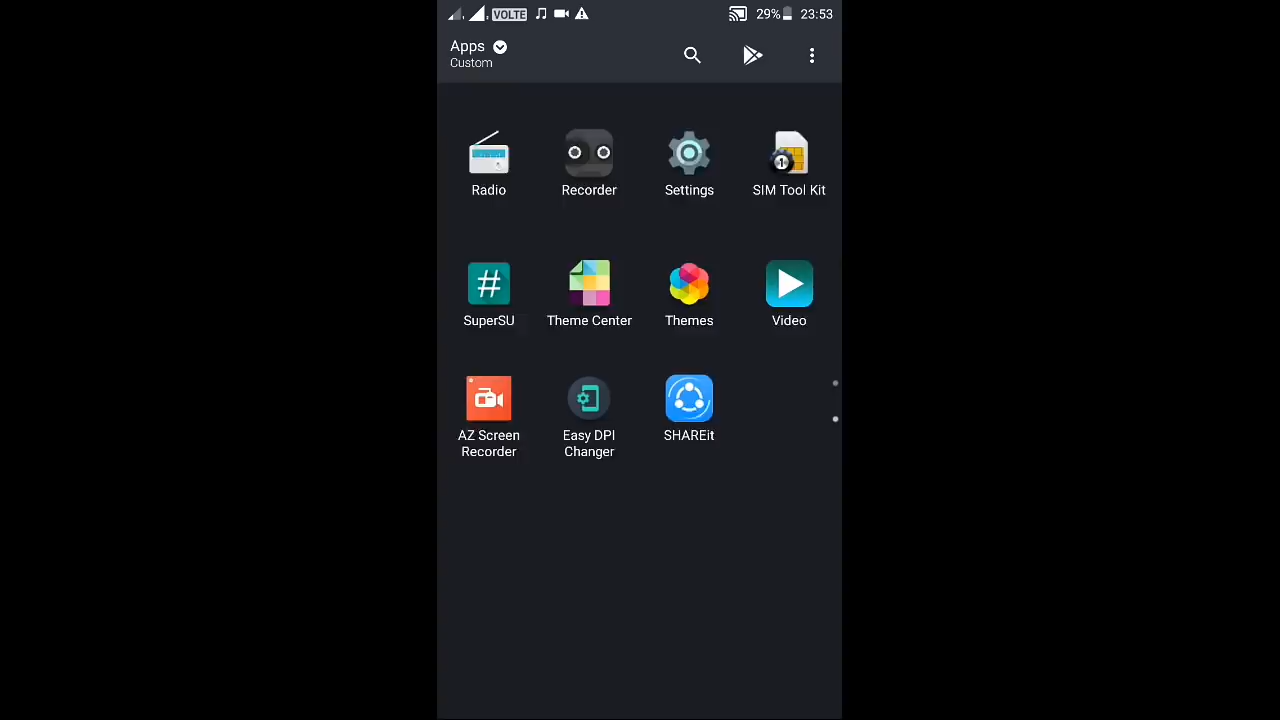 VOLTE 29% 23:53
Apps
Custom
Radio Recorder Settings SIM Tool Kit
1
#
SuperSU Theme Center Themes Video
AZ Screen Recorder
Easy DPI Changer
SHAREit